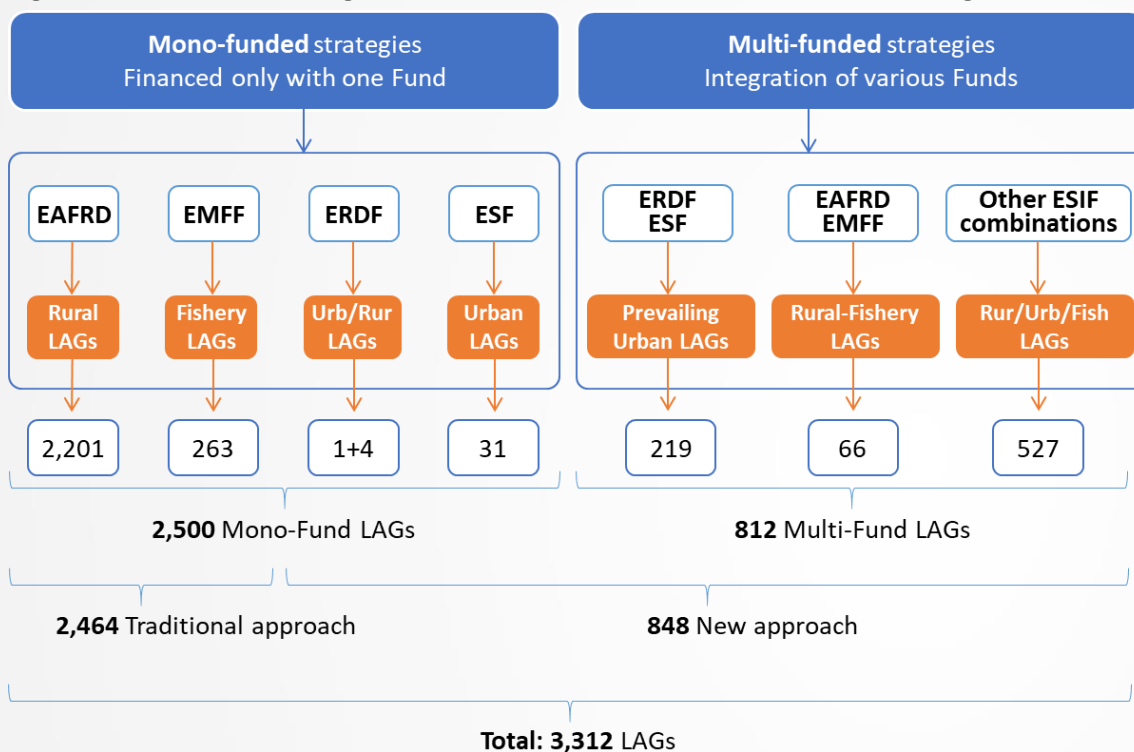 Mono-funded strategies
Financed only with one Fund
Multi-funded strategies
Integration of various Funds
EAFRD
EMFF
ERDF
ESF
ERDF
ESF
EAFRD
EMFF
Other ESIF
combinations
Rural
LAGs
Fishery
LAGs
Urb/Rur
LAGs
Urban
LAGs
Prevailing
Urban LAGs
Rural-Fishery
LAGs
Rur/Urb/Fish
LAGs
2,201
263
1+4
31
219
66
527
2,500 Mono-Fund LAGs
812 Multi-Fund LAGs
2,464 Traditional approach
848 New approach
Total: 3,312 LAGs